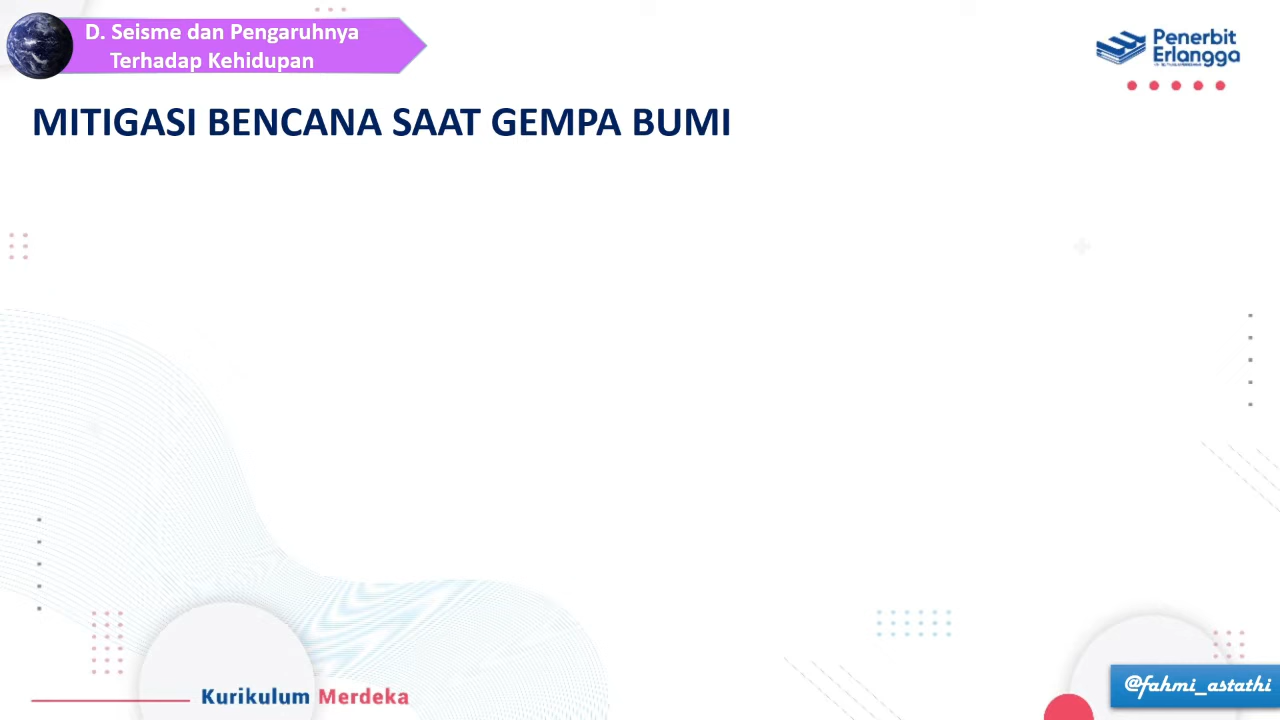 D. Seisme dan Pengaruhnya
Terhadap Kehidupan
Penerbit
Erlangga
MITIGASI BENCANA SAAT GEMPA BUMI
Kurikulum Merdeka
@fahmi_astathi